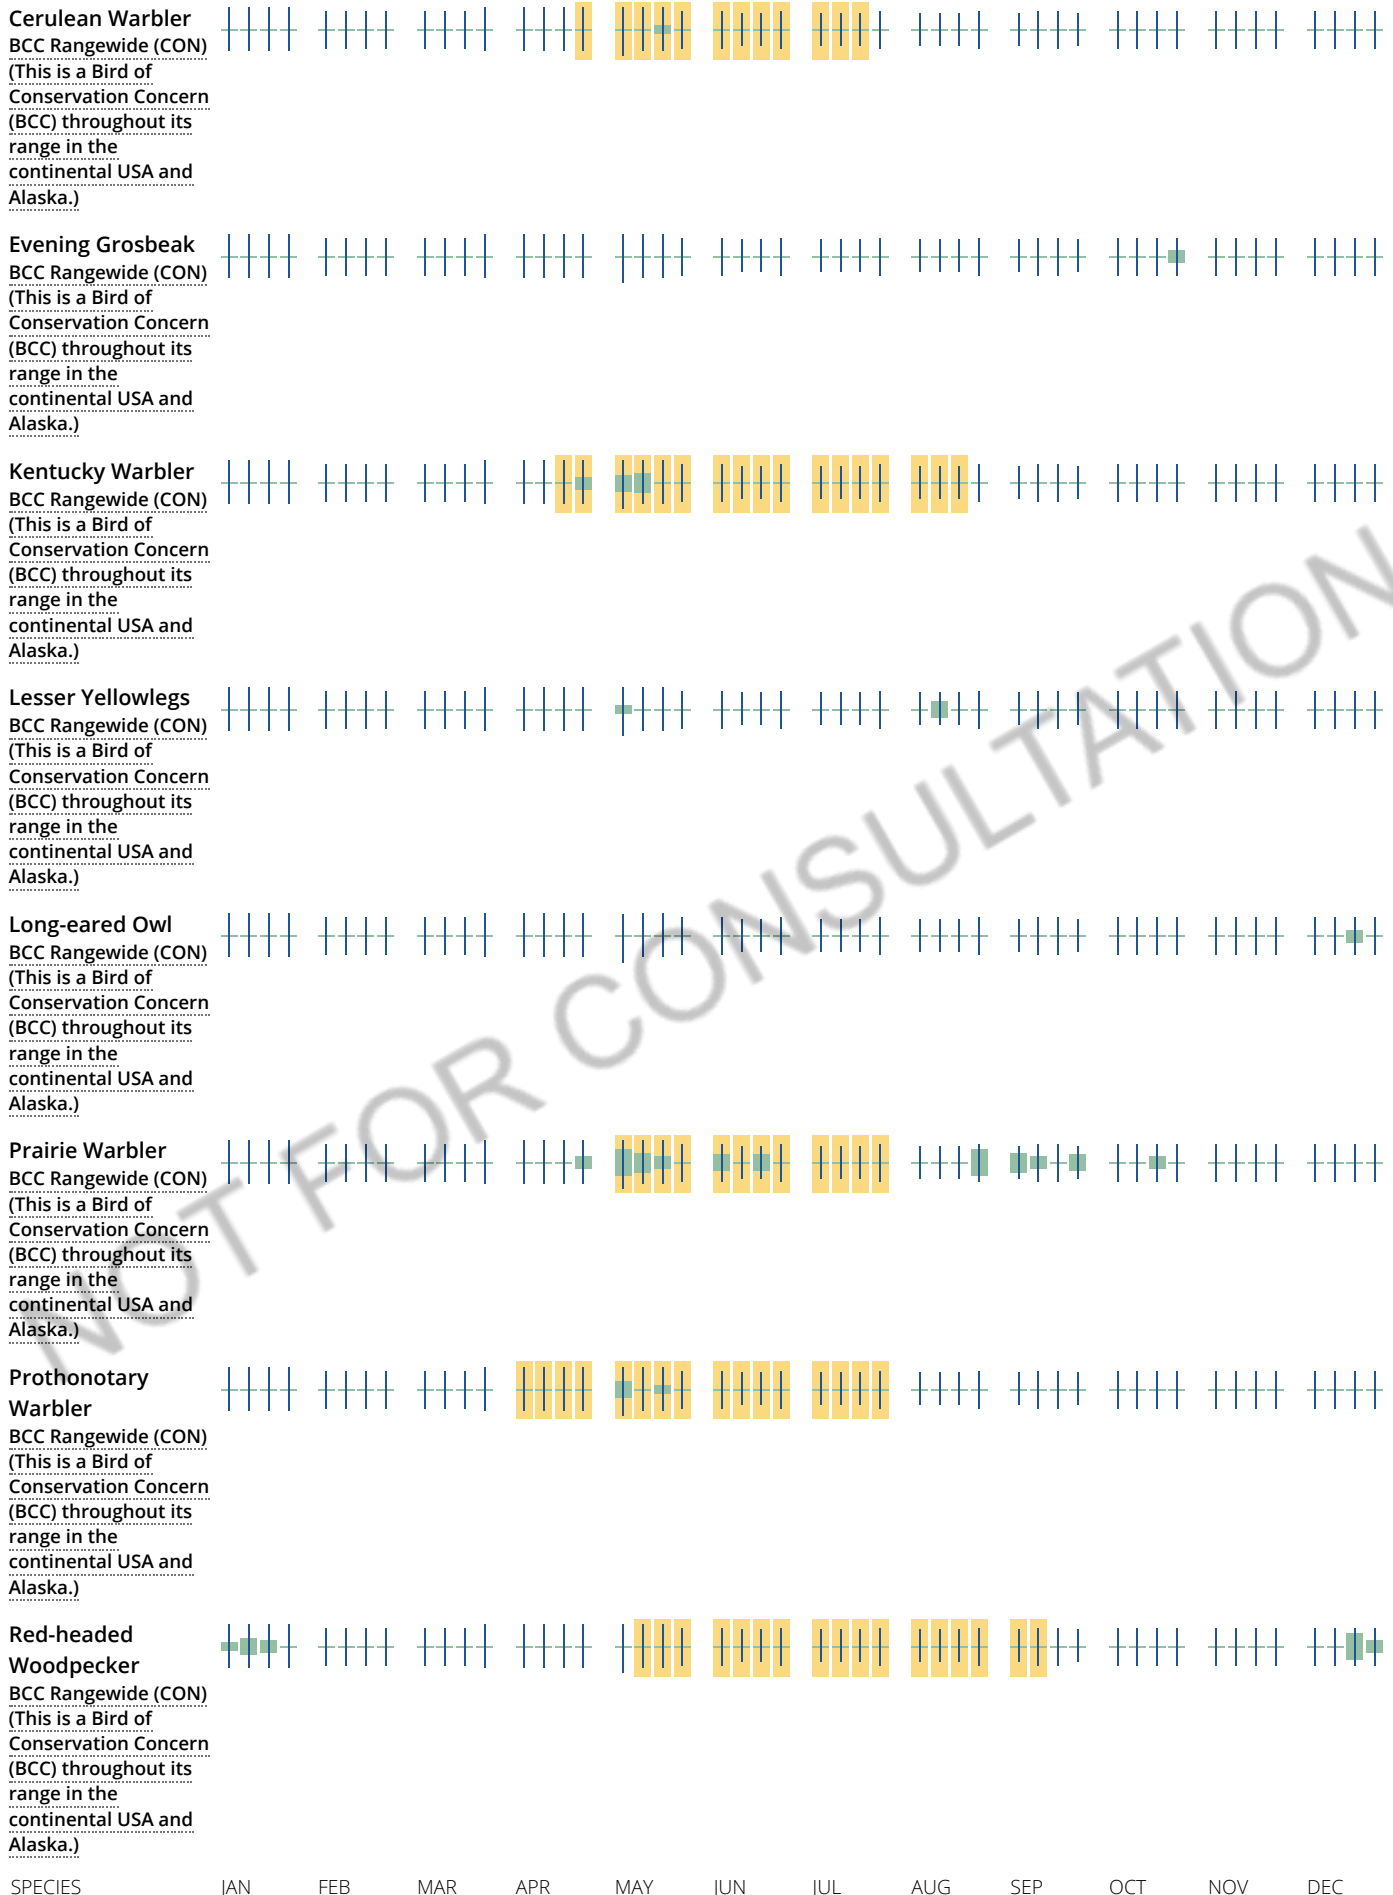 Cerulean Warbler
BCC Rangewide (CON)
(This is a Bird of
Conservation Concern
(BCC) throughout its
range in the
continental USA and
Alaska.)
Evening Grosbeak
BCC Rangewide (CON)
(This is a Bird of
Conservation Concern
(BCC) throughout its
range in the
continental USA and
Alaska.)
Kentucky Warbler
BCC Rangewide (CON)
(This is a Bird of
Conservation Concern
(BCC) throughout its
range in the
continental USA and
Alaska.)
Lesser Yellowlegs
BCC Rangewide (CON)
(This is a Bird of
Conservation Concern
(BCC) throughout its
range in the
continental USA and
Alaska.)
Long-eared Owl
BCC Rangewide (CON)
(This is a Bird of
Conservation Concern
(BCC) throughout its
range in the
continental USA and
Alaska.)
Prairie Warbler
BCC Rangewide (CON)
(This is a Bird of
Conservation Concern
(BCC) throughout its
range in the
continental USA and
Alaska.)
Prothonotary
Warbler
BCC Rangewide (CON)
(This is a Bird of
Conservation Concern
(BCC) throughout its
range in the
continental USA and
Alaska.)
Red-headed
Woodpecker
BCC Rangewide (CON)
(This is a Bird of
Conservation Concern
(BCC) throughout its
range in the
continental USA and
Alaska.)
SPECIES JAN FEB MAR APR MAY JUN JUL AUG SEP OCT NOV DEC
NOT FOR CONSULTATION